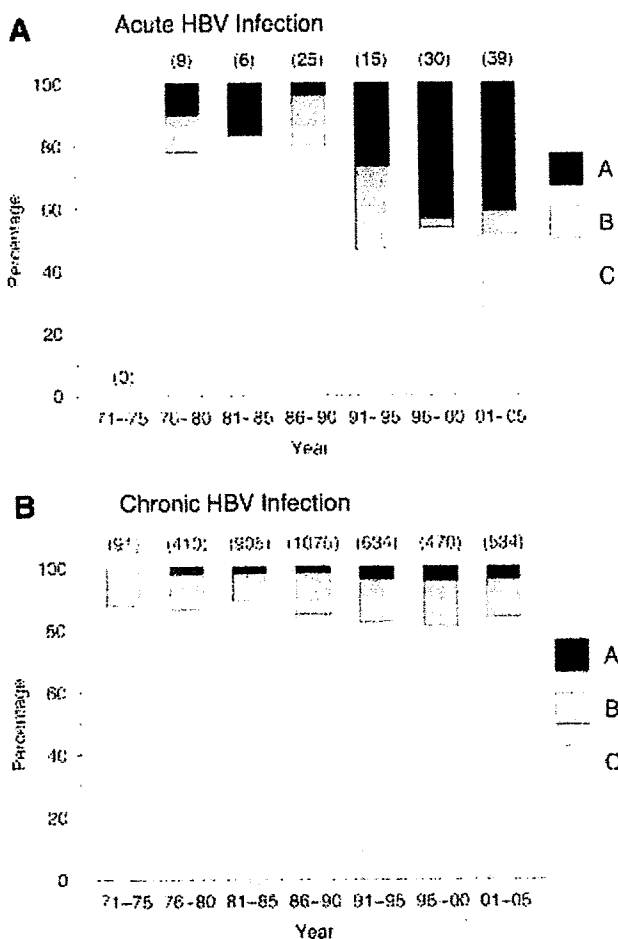 A Acute HBV Infection
(9) (6) (25) (15) (30) (39)
100
80
60
40
20
0
Percentage
(0)
71-75 76-80 81-85 86-90 91-95 96-00 01-05
Year
A
B
C
B Chronic HBV Infection
(91) (410) (905) (1075) (634) (470) (534)
100
80
60
40
20
0
Percentage
71-75 76-80 81-85 86-90 91-95 96-00 01-05
Year
A
B
C